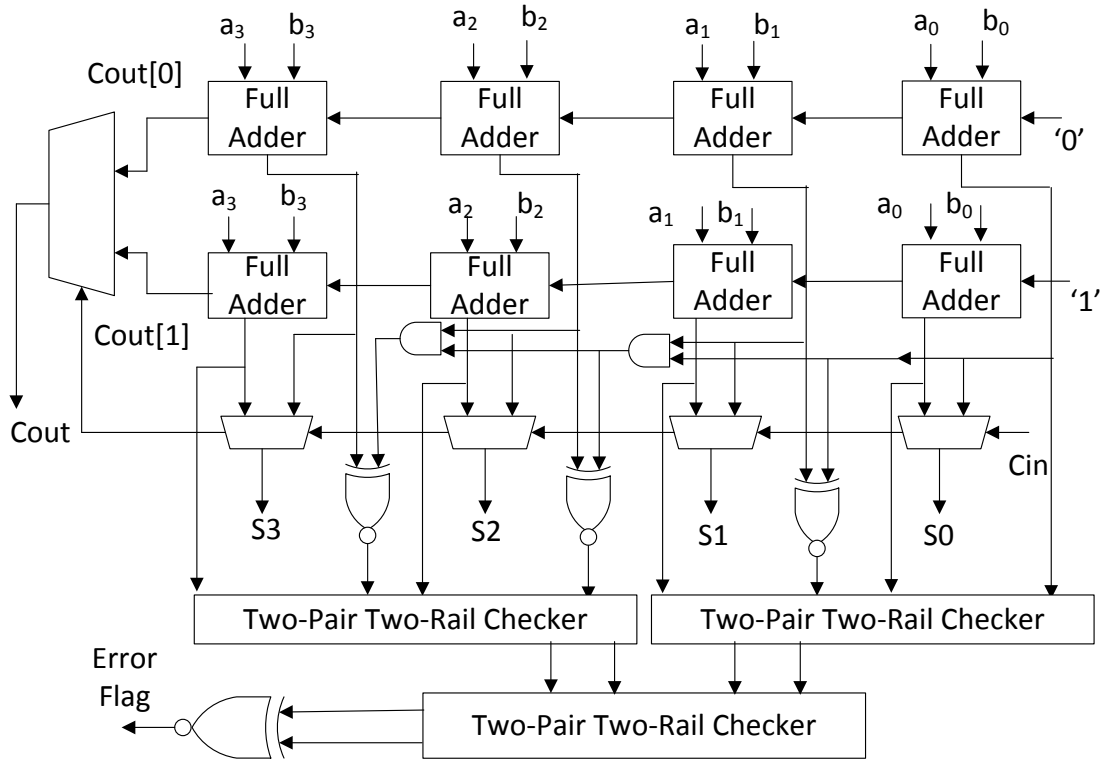 a₃ b₃ a₂ b₂ a₁ b₁ a₀ b₀
Cout[0]
Full Adder
Full Adder
Full Adder
Full Adder
‘0’
a₃ b₃ a₂ b₂ a₁ b₁ a₀ b₀
Full Adder
Full Adder
Full Adder
Full Adder
‘1’
Cout[1]
Cout
Cin
S3 S2 S1 S0
Two-Pair Two-Rail Checker
Two-Pair Two-Rail Checker
Error
Flag
Two-Pair Two-Rail Checker